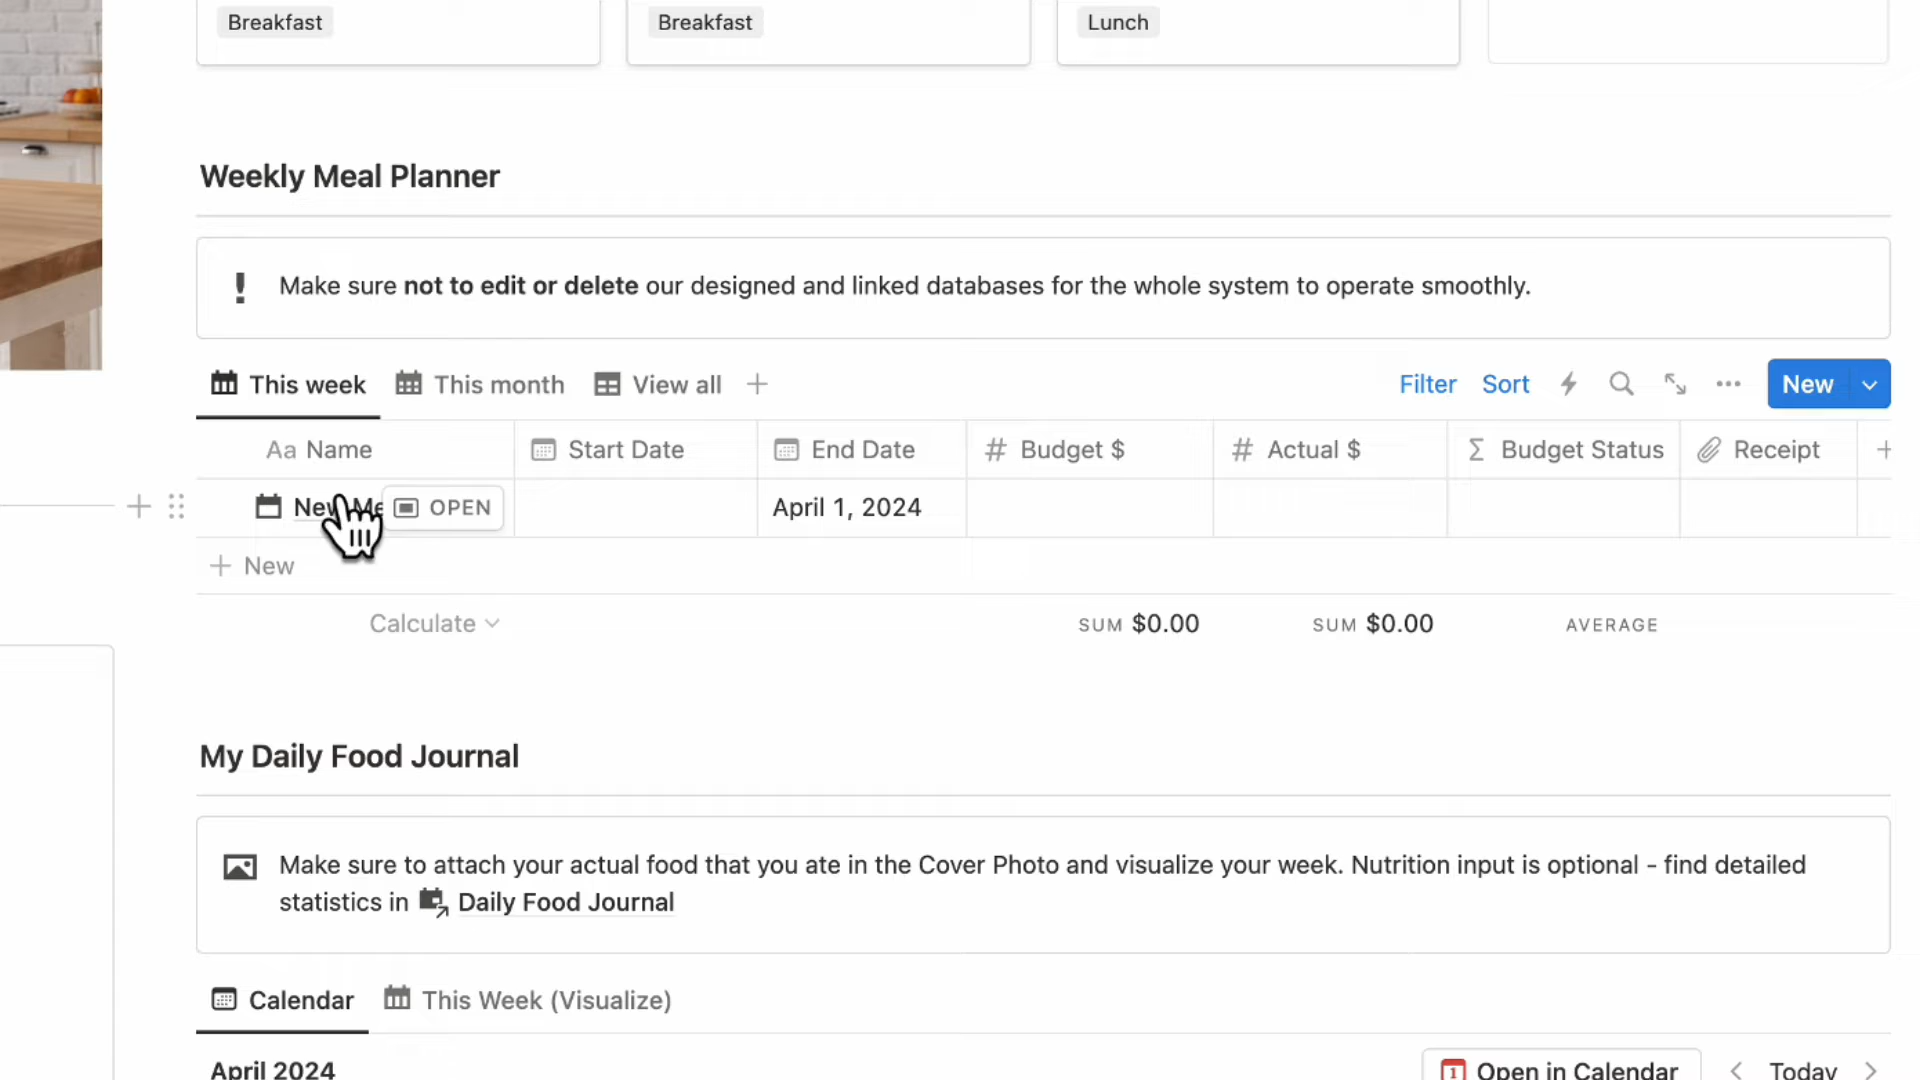 Breakfast
Breakfast
Lunch
Weekly Meal Planner
Make sure not to edit or delete our designed and linked databases for the whole system to operate smoothly.
This week
This month
View all
Filter
Sort
New
Aa Name
Start Date
End Date
# Budget $
# Actual $
Σ Budget Status
Receipt
New Me
OPEN
April 1, 2024
+ New
Calculate
SUM $0.00
SUM $0.00
AVERAGE
My Daily Food Journal
Make sure to attach your actual food that you ate in the Cover Photo and visualize your week. Nutrition input is optional - find detailed
statistics in Daily Food Journal
Calendar
This Week (Visualize)
April 2024
1 Open in Calendar
Today